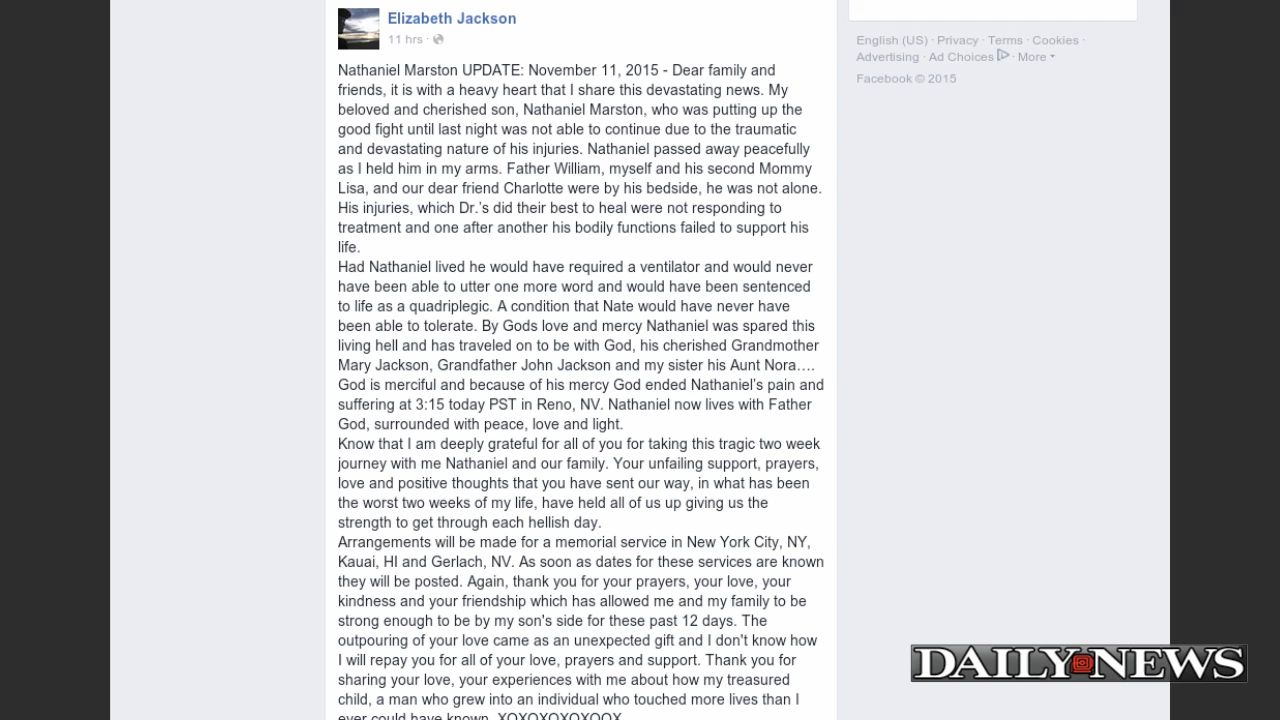 Elizabeth Jackson
11 hrs ·
Nathaniel Marston UPDATE: November 11, 2015 - Dear family and
friends, it is with a heavy heart that I share this devastating news. My
beloved and cherished son, Nathaniel Marston, who was putting up the
good fight until last night was not able to continue due to the traumatic
and devastating nature of his injuries. Nathaniel passed away peacefully
as I held him in my arms. Father William, myself and his second Mommy
Lisa, and our dear friend Charlotte were by his bedside, he was not alone.
His injuries, which Dr.'s did their best to heal were not responding to
treatment and one after another his bodily functions failed to support his
life.
Had Nathaniel lived he would have required a ventilator and would never
have been able to utter one more word and would have been sentenced
to life as a quadriplegic. A condition that Nate would have never have
been able to tolerate. By Gods love and mercy Nathaniel was spared this
living hell and has traveled on to be with God, his cherished Grandmother
Mary Jackson, Grandfather John Jackson and my sister his Aunt Nora….
God is merciful and because of his mercy God ended Nathaniel's pain and
suffering at 3:15 today PST in Reno, NV. Nathaniel now lives with Father
God, surrounded with peace, love and light.
Know that I am deeply grateful for all of you for taking this tragic two week
journey with me Nathaniel and our family. Your unfailing support, prayers,
love and positive thoughts that you have sent our way, in what has been
the worst two weeks of my life, have held all of us up giving us the
strength to get through each hellish day.
Arrangements will be made for a memorial service in New York City, NY,
Kauai, HI and Gerlach, NV. As soon as dates for these services are known
they will be posted. Again, thank you for your prayers, your love, your
kindness and your friendship which has allowed me and my family to be
strong enough to be by my son's side for these past 12 days. The
outpouring of your love came as an unexpected gift and I don't know how
I will repay you for all of your love, prayers and support. Thank you for
sharing your love, your experiences with me about how my treasured
child, a man who grew into an individual who touched more lives than I
ever could have known. XOXOXOXOXOOX
English (US) · Privacy · Terms · Cookies ·
Advertising · Ad Choices · More
Facebook © 2015
DAILY NEWS